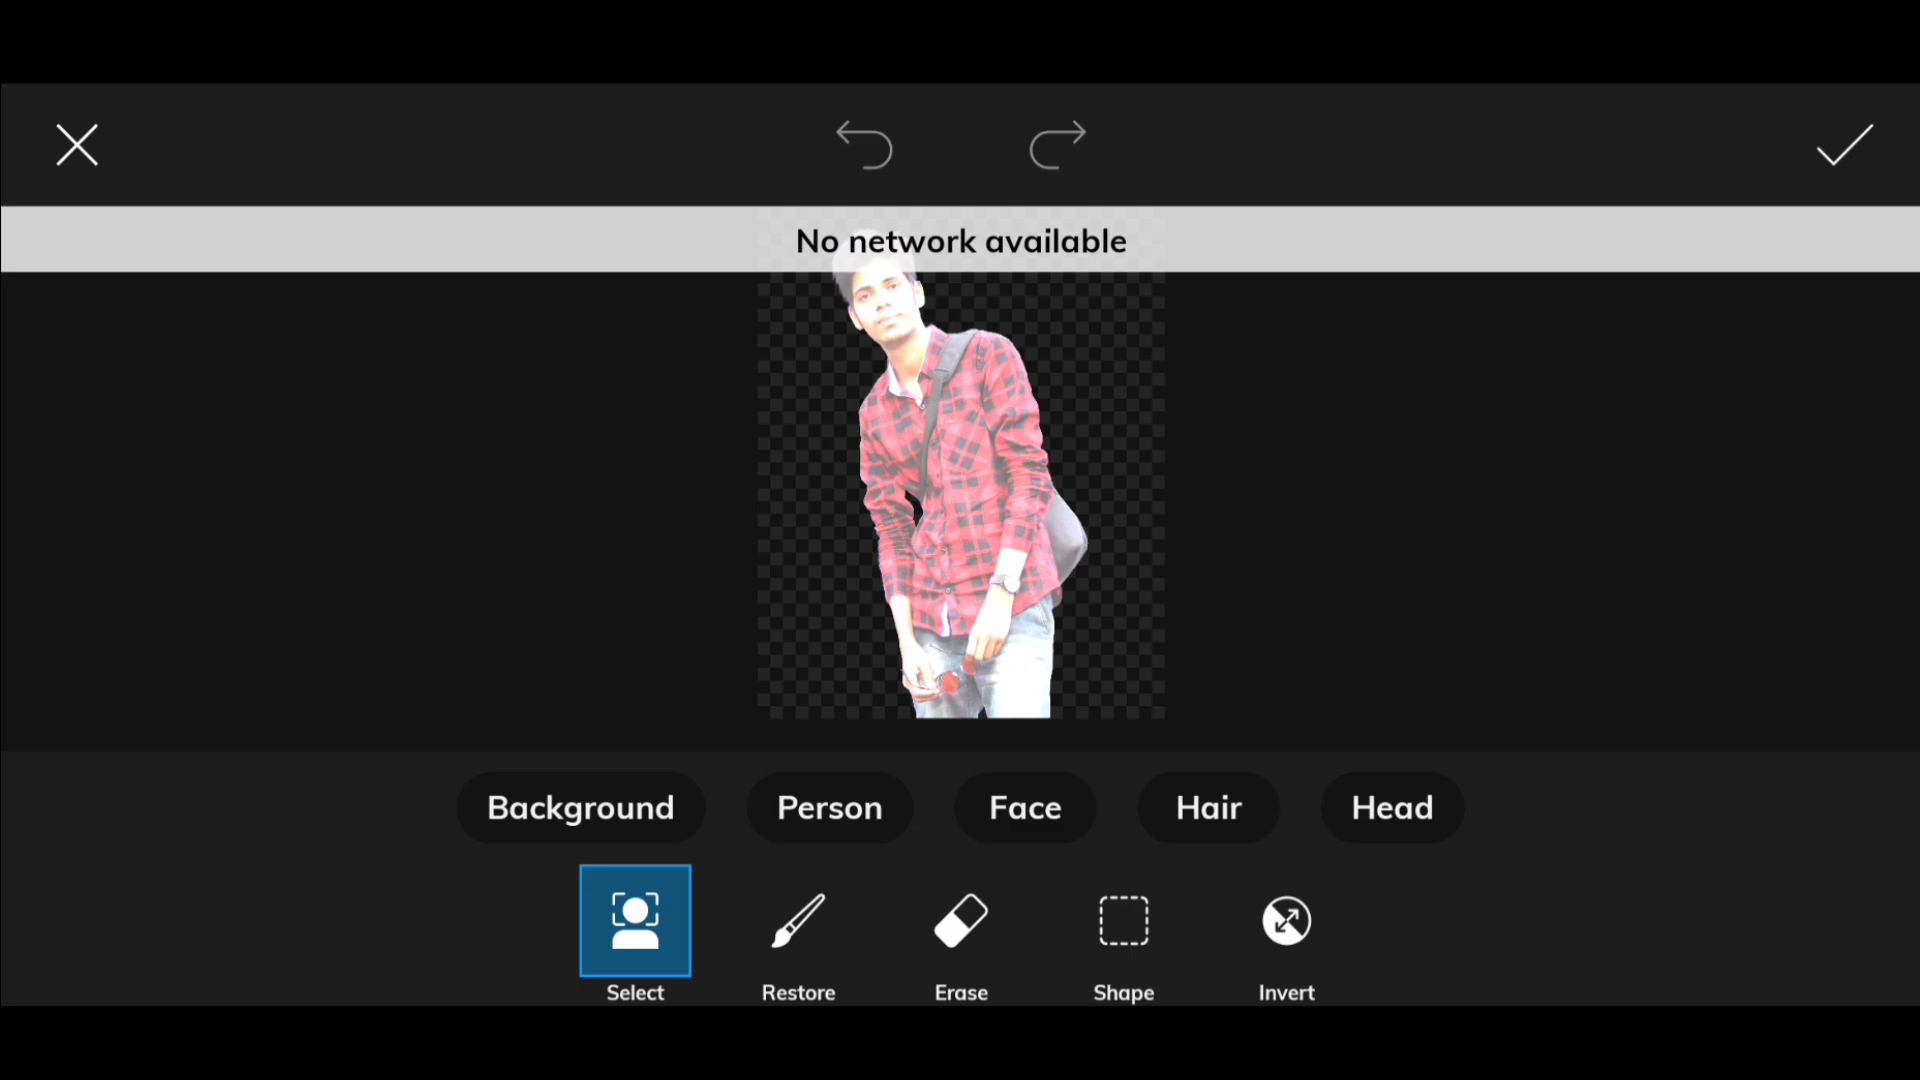 No network available
Background Person Face Hair Head
Select Restore Erase Shape Invert